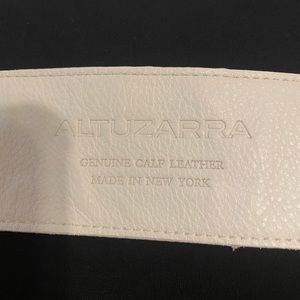 ALTUZARRA
GENUINE CALF LEATHER
MADE IN NEW YORK